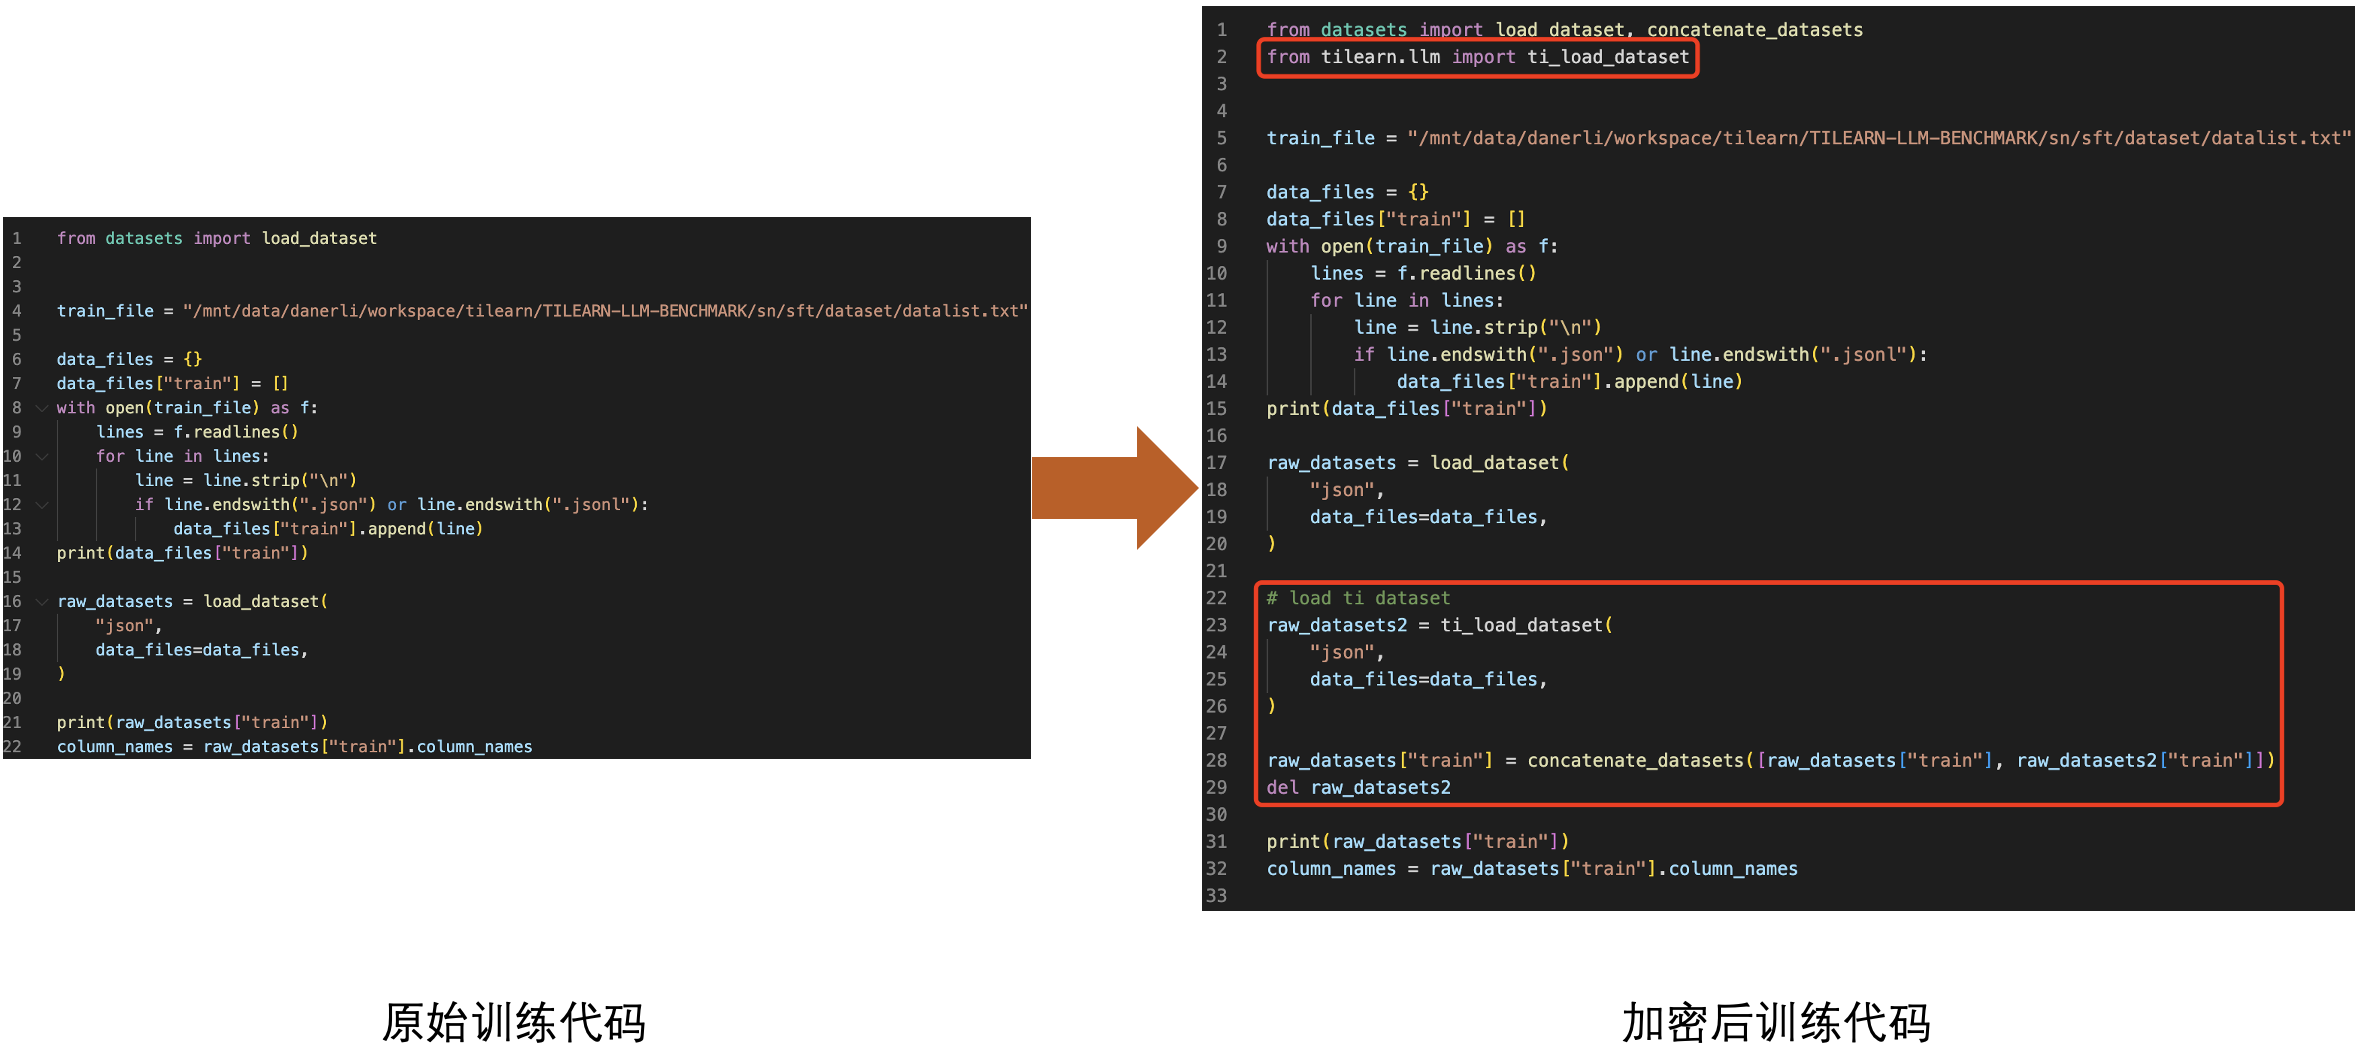 1 from datasets import load_dataset
2
3
4 train_file = "/mnt/data/danerli/workspace/tilearn/TILEARN-LLM-BENCHMARK/sn/sft/dataset/datalist.txt"
5
6 data_files = {}
7 data_files["train"] = []
8 with open(train_file) as f:
9     lines = f.readlines()
10     for line in lines:
11         line = line.strip("\n")
12         if line.endswith(".json") or line.endswith(".jsonl"):
13             data_files["train"].append(line)
14 print(data_files["train"])
15
16 raw_datasets = load_dataset(
17     "json",
18     data_files=data_files,
19 )
20
21 print(raw_datasets["train"])
22 column_names = raw_datasets["train"].column_names
原始训练代码
1 from datasets import load_dataset, concatenate_datasets
2 from tilearn.llm import ti_load_dataset
3
4
5 train_file = "/mnt/data/danerli/workspace/tilearn/TILEARN-LLM-BENCHMARK/sn/sft/dataset/datalist.txt"
6
7 data_files = {}
8 data_files["train"] = []
9 with open(train_file) as f:
10     lines = f.readlines()
11     for line in lines:
12         line = line.strip("\n")
13         if line.endswith(".json") or line.endswith(".jsonl"):
14             data_files["train"].append(line)
15 print(data_files["train"])
16
17 raw_datasets = load_dataset(
18     "json",
19     data_files=data_files,
20 )
21
22 # load ti dataset
23 raw_datasets2 = ti_load_dataset(
24     "json",
25     data_files=data_files,
26 )
27
28 raw_datasets["train"] = concatenate_datasets([raw_datasets["train"], raw_datasets2["train"]])
29 del raw_datasets2
30
31 print(raw_datasets["train"])
32 column_names = raw_datasets["train"].column_names
33
加密后训练代码